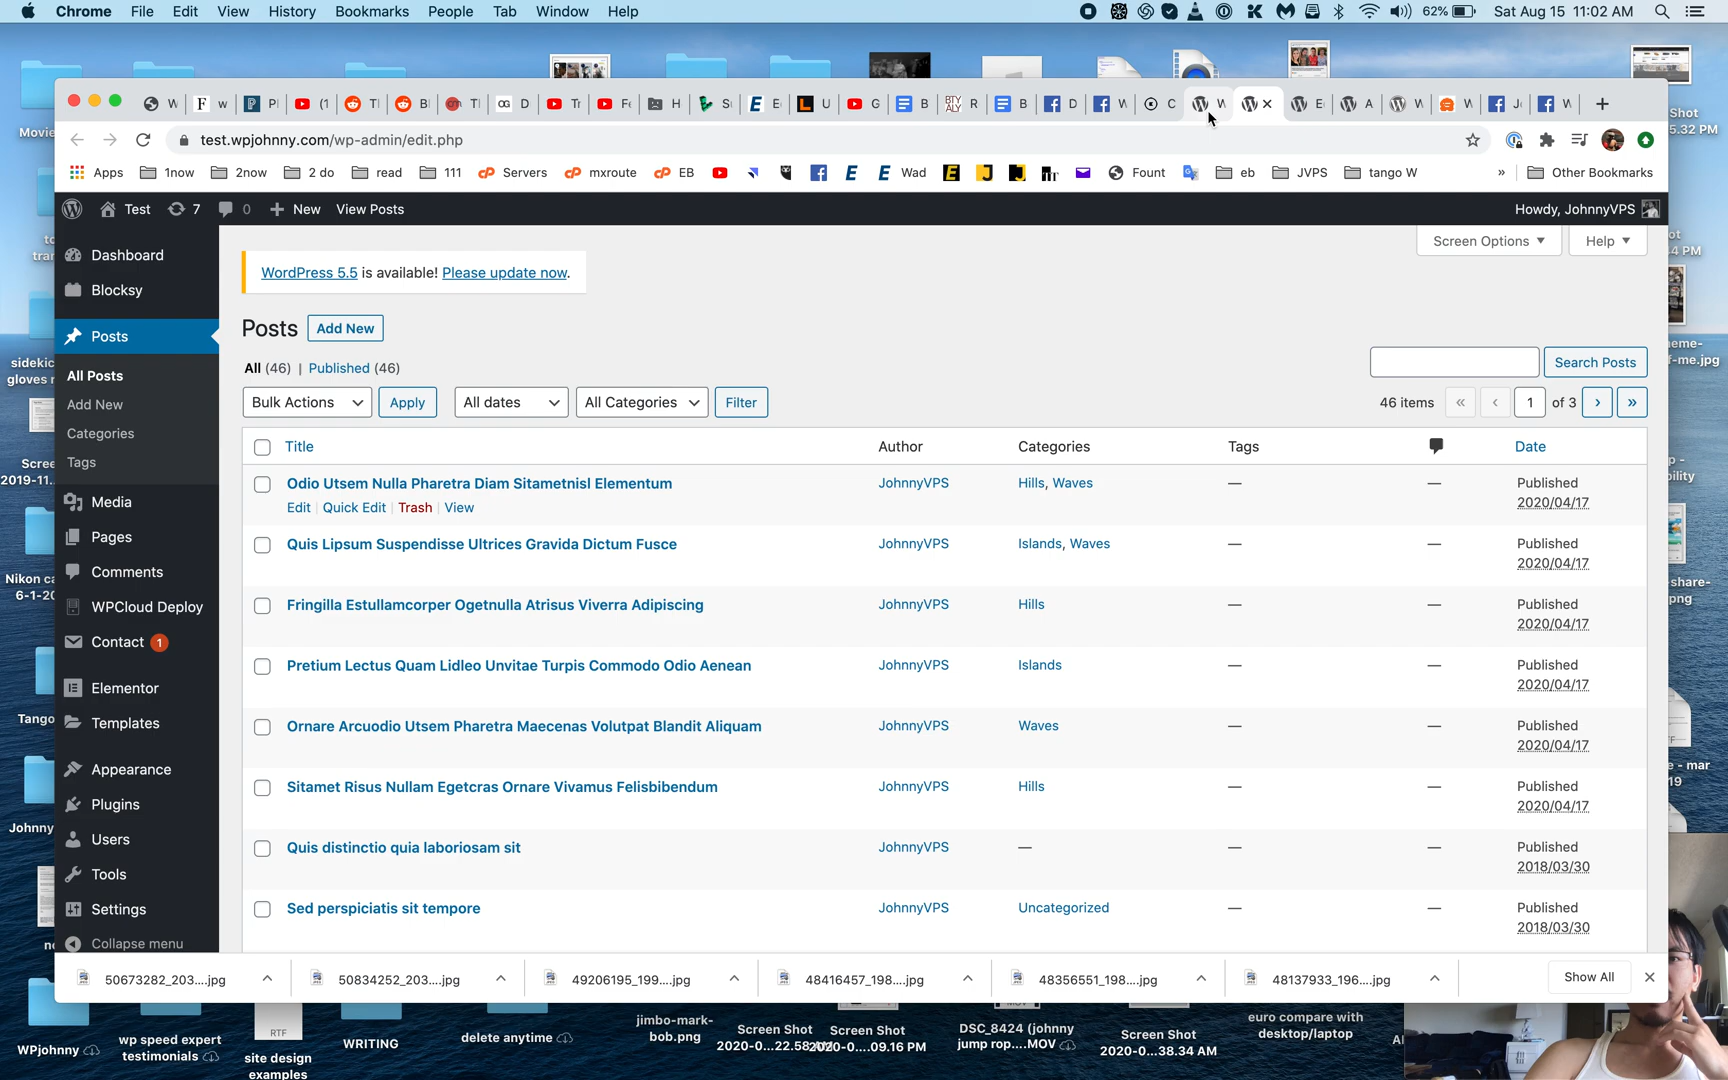 Chrome File Edit View History Bookmarks People Tab Window Help 62% Sat Aug 15 11:02 AM
test.wpjohnny.com/wp-admin/edit.php
Apps 1now 2now 2 do read 111 Servers mxroute EB Wad Fount eb JVPS tango W » Other Bookmarks
Test 7 0 New View Posts Howdy, JohnnyVPS
Screen Options Help
Dashboard
Blocksy
Posts
All Posts
Add New
Categories
Tags
Media
Pages
Comments
WPCloud Deploy
Contact 1
Elementor
Templates
Appearance
Plugins
Users
Tools
Settings
Collapse menu
WordPress 5.5 is available! Please update now.
Posts Add New
All (46) | Published (46)
Search Posts
Bulk Actions Apply All dates All Categories Filter 46 items « ‹ 1 of 3 › »
Title Author Categories Tags Date
Odio Utsem Nulla Pharetra Diam Sitametnisl Elementum JohnnyVPS Hills, Waves — — Published
Edit | Quick Edit | Trash | View 2020/04/17
Quis Lipsum Suspendisse Ultrices Gravida Dictum Fusce JohnnyVPS Islands, Waves — — Published
2020/04/17
Fringilla Estullamcorper Ogetnulla Atrisus Viverra Adipiscing JohnnyVPS Hills — — Published
2020/04/17
Pretium Lectus Quam Lidleo Unvitae Turpis Commodo Odio Aenean JohnnyVPS Islands — — Published
2020/04/17
Ornare Arcuodio Utsem Pharetra Maecenas Volutpat Blandit Aliquam JohnnyVPS Waves — — Published
2020/04/17
Sitamet Risus Nullam Egetcras Ornare Vivamus Felisbibendum JohnnyVPS Hills — — Published
2020/04/17
Quis distinctio quia laboriosam sit JohnnyVPS — — — Published
2018/03/30
Sed perspiciatis sit tempore JohnnyVPS Uncategorized — — Published
2018/03/30
50673282_203....jpg 50834252_203....jpg 49206195_199....jpg 48416457_198....jpg 48356551_198....jpg 48137933_196....jpg Show All
WPjohnny
wp speed expert
testimonials
RTF
site design
examples
WRITING
delete anytime
jimbo-mark-
bob.png
Screen Shot
2020-0...22.58
Screen Shot
2020-0....09.16 PM
DSC_8424 (johnny
jump rop....MOV
Screen Shot
2020-0...38.34 AM
euro compare with
desktop/laptop